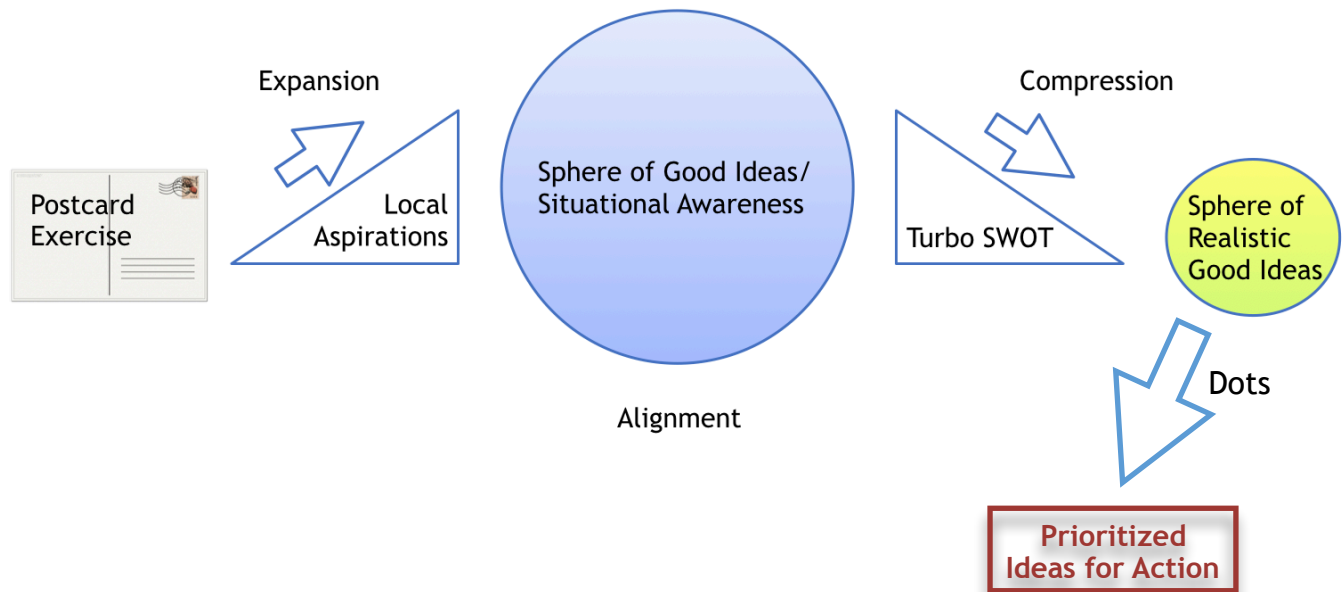 Expansion
Compression
Postcard
Exercise
Local
Aspirations
Sphere of Good Ideas/
Situational Awareness
Turbo SWOT
Sphere of
Realistic
Good Ideas
Alignment
Dots
Prioritized
Ideas for Action